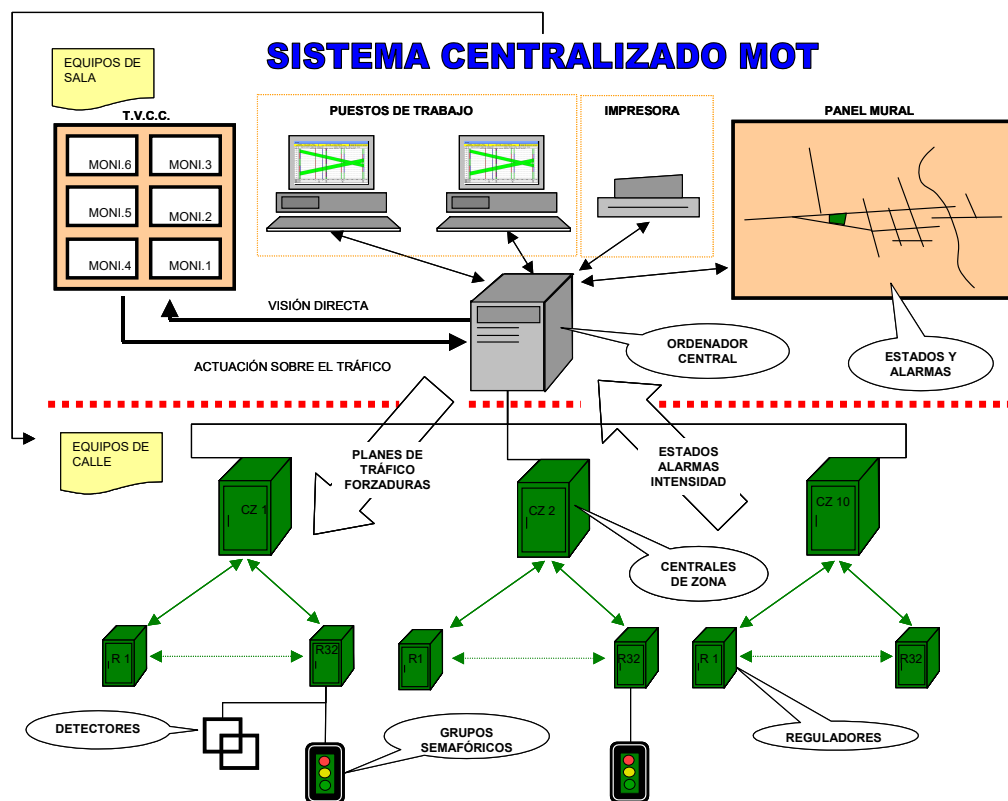 SISTEMA CENTRALIZADO MOT
EQUIPOS DE
SALA
T.V.C.C.
PUESTOS DE TRABAJO
IMPRESORA
PANEL MURAL
MONI.6
MONI.3
MONI.5
MONI.2
MONI.4
MONI.1
VISIÓN DIRECTA
ACTUACIÓN SOBRE EL TRÁFICO
ORDENADOR
CENTRAL
ESTADOS Y
ALARMAS
EQUIPOS DE
CALLE
PLANES DE
TRÁFICO
FORZADURAS
ESTADOS
ALARMAS
INTENSIDAD
CZ 1
CZ 2
CZ 10
CENTRALES
DE ZONA
R 1
R32
R1
R32
R 1
R32
DETECTORES
GRUPOS
SEMAFÓRICOS
REGULADORES